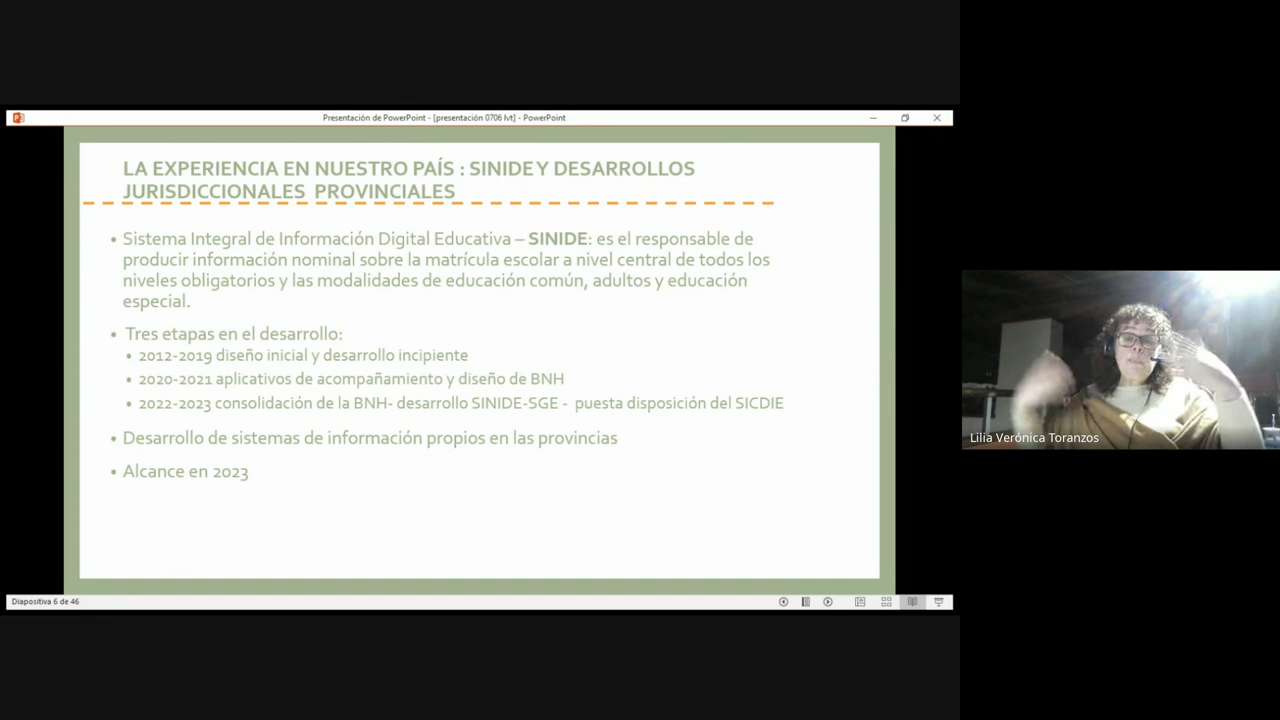 Presentación de PowerPoint - [presentación 0706 lvt] - PowerPoint
LA EXPERIENCIA EN NUESTRO PAÍS : SINIDE Y DESARROLLOS
JURISDICCIONALES PROVINCIALES
• Sistema Integral de Información Digital Educativa – SINIDE: es el responsable de
producir información nominal sobre la matrícula escolar a nivel central de todos los
niveles obligatorios y las modalidades de educación común, adultos y educación
especial.
• Tres etapas en el desarrollo:
• 2012-2019 diseño inicial y desarrollo incipiente
• 2020-2021 aplicativos de acompañamiento y diseño de BNH
• 2022-2023 consolidación de la BNH- desarrollo SINIDE-SGE - puesta disposición del SICDIE
• Desarrollo de sistemas de información propios en las provincias
• Alcance en 2023
Lilia Verónica Toranzos
Diapositiva 6 de 46